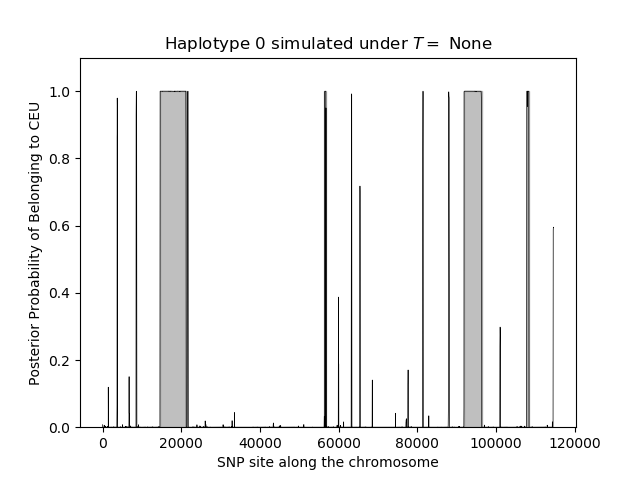 Haplotype 0 simulated under T = None
Posterior Probability of Belonging to CEU
1.0
0.8
0.6
0.4
0.2
0.0
0 20000 40000 60000 80000 100000 120000
SNP site along the chromosome